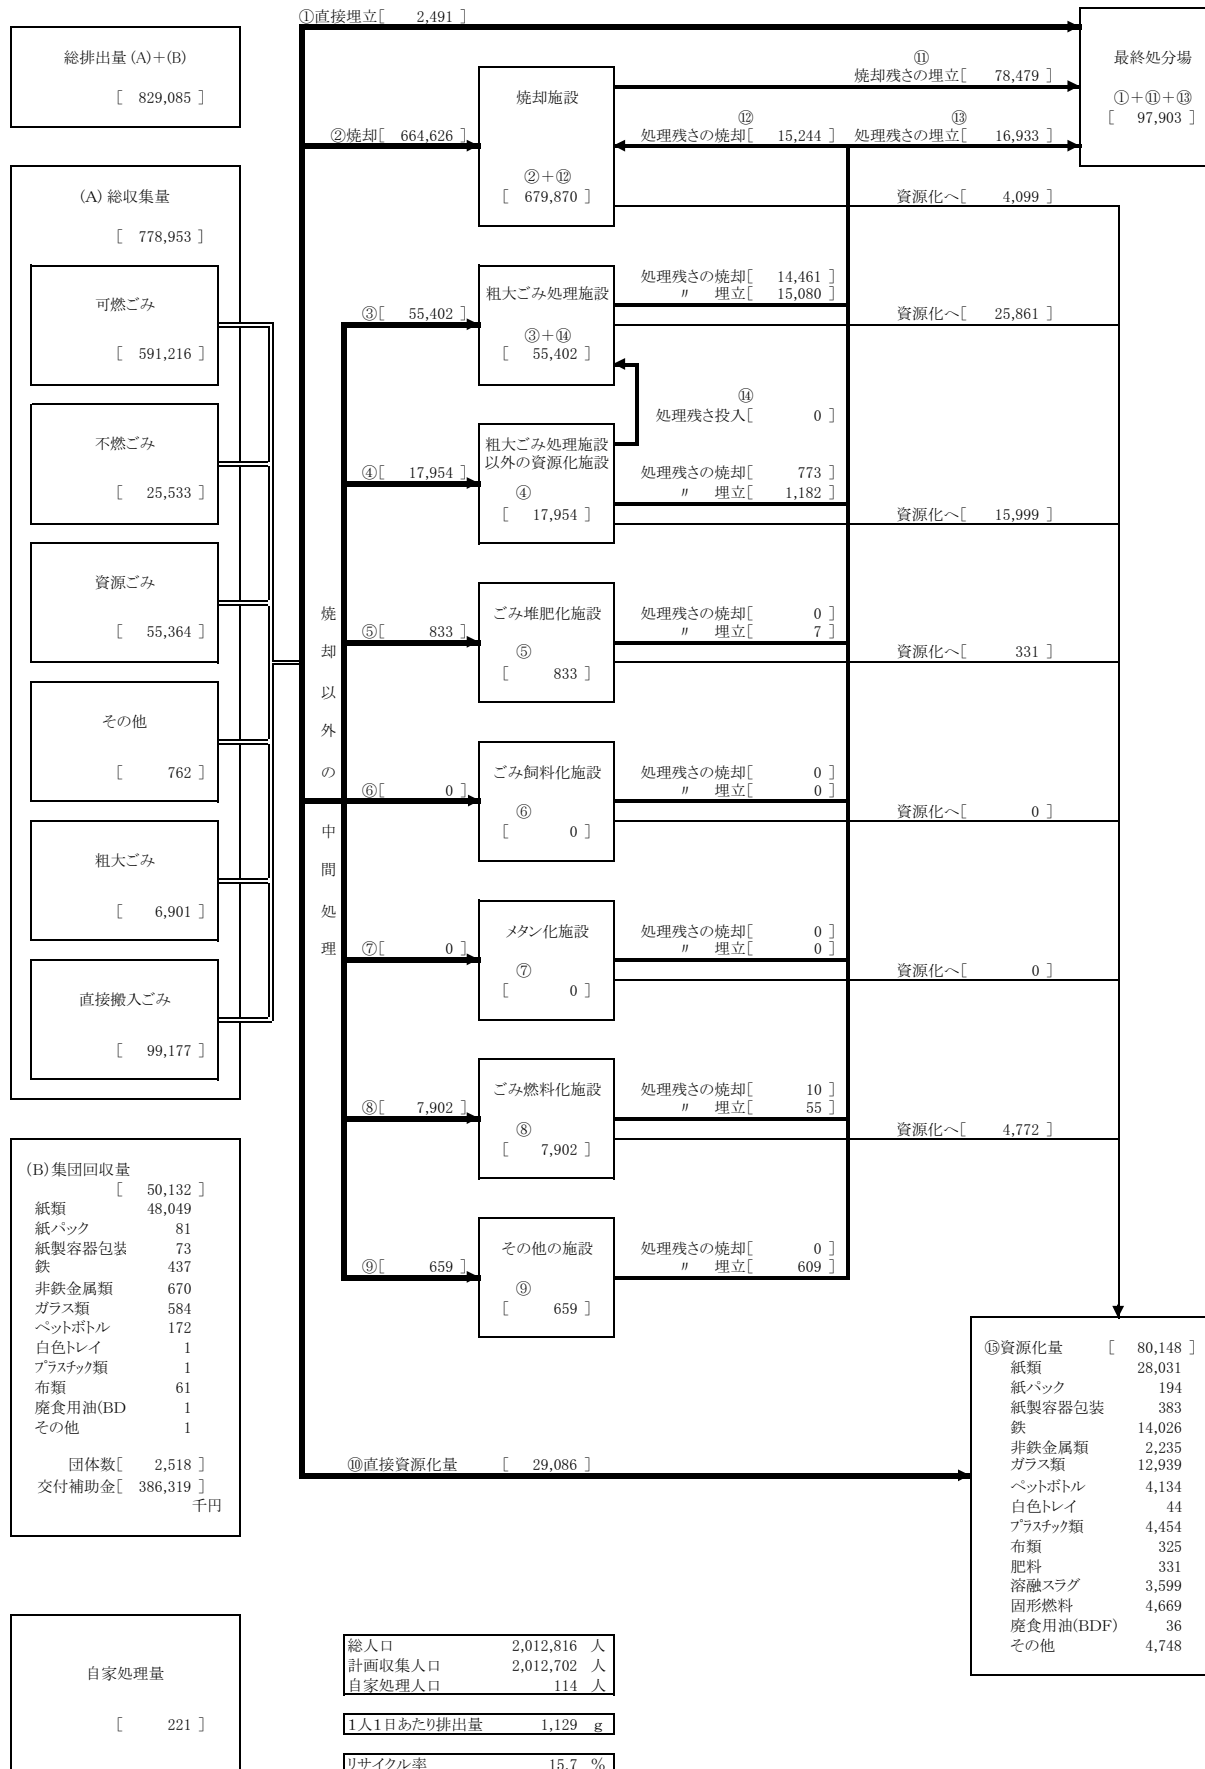 ①直接埋立[ 2,491 ]
総排出量 (A)+(B)
[ 829,085 ]
最終処分場
①+⑪+⑬
[ 97,903 ]
⑪
焼却残さの埋立[ 78,479 ]
焼却施設
②焼却[ 664,626 ]
②+⑫
[ 679,870 ]
⑫
処理残さの焼却[ 15,244 ]
⑬
処理残さの埋立[ 16,933 ]
資源化へ[ 4,099 ]
(A) 総収集量
[ 778,953 ]
可燃ごみ
[ 591,216 ]
不燃ごみ
[ 25,533 ]
資源ごみ
[ 55,364 ]
その他
[ 762 ]
粗大ごみ
[ 6,901 ]
直接搬入ごみ
[ 99,177 ]
焼却以外の中間処理
③[ 55,402 ]
粗大ごみ処理施設
③+⑭
[ 55,402 ]
処理残さの焼却[ 14,461 ]
〃 埋立[ 15,080 ]
資源化へ[ 25,861 ]
⑭
処理残さ投入[ 0 ]
④[ 17,954 ]
粗大ごみ処理施設
以外の資源化施設
④
[ 17,954 ]
処理残さの焼却[ 773 ]
〃 埋立[ 1,182 ]
資源化へ[ 15,999 ]
⑤[ 833 ]
ごみ堆肥化施設
⑤
[ 833 ]
処理残さの焼却[ 0 ]
〃 埋立[ 7 ]
資源化へ[ 331 ]
⑥[ 0 ]
ごみ飼料化施設
⑥
[ 0 ]
処理残さの焼却[ 0 ]
〃 埋立[ 0 ]
資源化へ[ 0 ]
⑦[ 0 ]
メタン化施設
⑦
[ 0 ]
処理残さの焼却[ 0 ]
〃 埋立[ 0 ]
資源化へ[ 0 ]
⑧[ 7,902 ]
ごみ燃料化施設
⑧
[ 7,902 ]
処理残さの焼却[ 10 ]
〃 埋立[ 55 ]
資源化へ[ 4,772 ]
⑨[ 659 ]
その他の施設
⑨
[ 659 ]
処理残さの焼却[ 0 ]
〃 埋立[ 609 ]
(B)集団回収量
[ 50,132 ]
紙類 48,049
紙パック 81
紙製容器包装 73
鉄 437
非鉄金属類 670
ガラス類 584
ペットボトル 172
白色トレイ 1
プラスチック類 1
布類 61
廃食用油(BD 1
その他 1
団体数[ 2,518 ]
交付補助金[ 386,319 ]
千円
⑩直接資源化量 [ 29,086 ]
⑮資源化量 [ 80,148 ]
紙類 28,031
紙パック 194
紙製容器包装 383
鉄 14,026
非鉄金属類 2,235
ガラス類 12,939
ペットボトル 4,134
白色トレイ 44
プラスチック類 4,454
布類 325
肥料 331
溶融スラグ 3,599
固形燃料 4,669
廃食用油(BDF) 36
その他 4,748
自家処理量
[ 221 ]
総人口 2,012,816 人
計画収集人口 2,012,702 人
自家処理人口 114 人
1人1日あたり排出量 1,129 g
リサイクル率 15.7 %